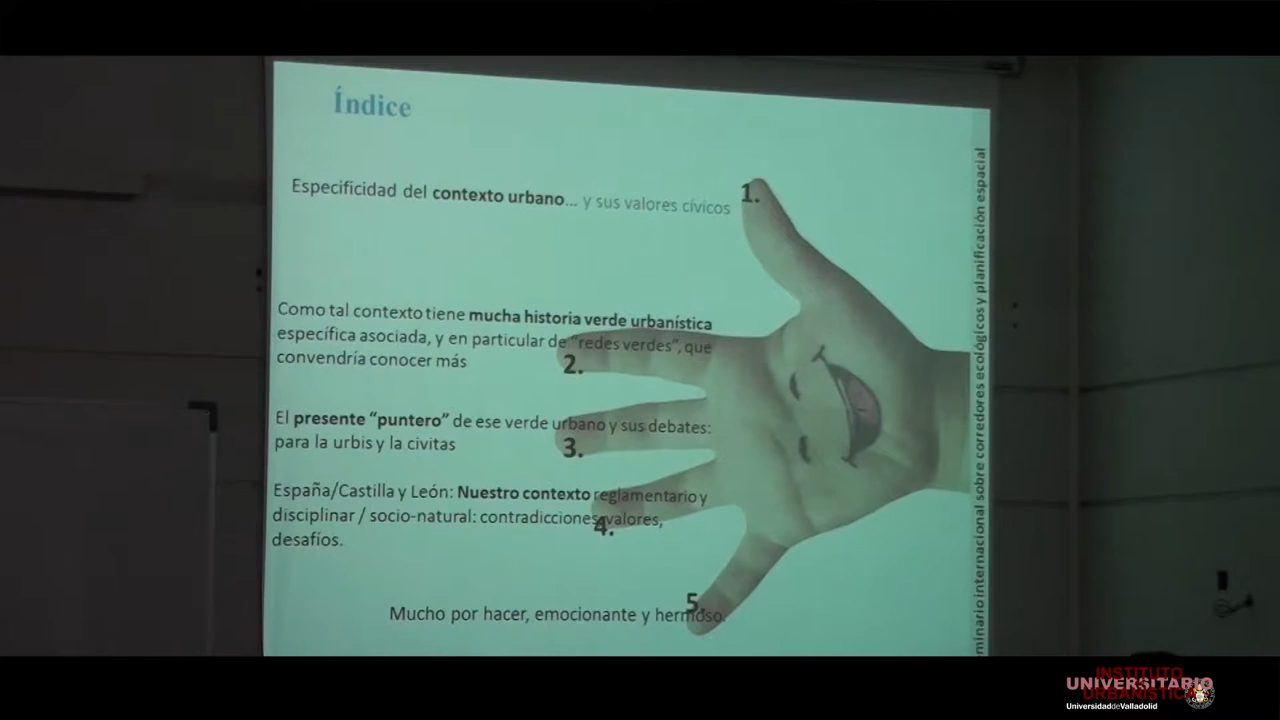 Índice
Especificidad del contexto urbano... y sus valores cívicos
1.
Como tal contexto tiene mucha historia verde urbanística
específica asociada, y en particular de "redes verdes", que
convendría conocer más
2.
El presente "puntero" de ese verde urbano y sus debates:
para la urbis y la civitas
3.
España/Castilla y León: Nuestro contexto reglamentario y
disciplinar / socio-natural: contradicciones, valores,
desafíos.
4.
5.
Mucho por hacer, emocionante y hermoso.
minario internacional sobre corredores ecológicos y planificación espacial
INSTITUTO
UNIVERSITARIO
URBANÍSTICA
UniversidaddeValladolid